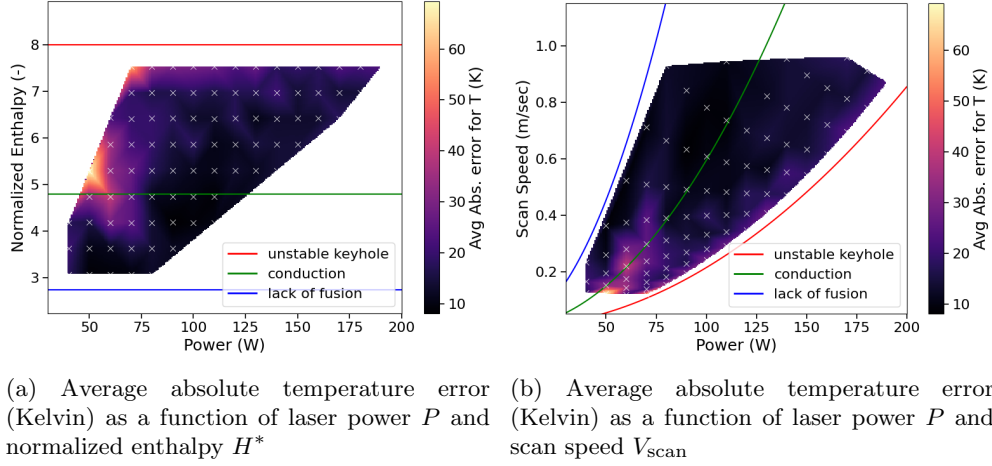 8
7
6
5
4
3
Normalized Enthalpy (-)
50 75 100 125 150 175 200
Power (W)
unstable keyhole
conduction
lack of fusion
60
50
40
30
20
10
Avg Abs. error for T (K)
1.0
0.8
0.6
0.4
0.2
Scan Speed (m/sec)
50 75 100 125 150 175 200
Power (W)
unstable keyhole
conduction
lack of fusion
60
50
40
30
20
10
Avg Abs. error for T (K)
(a) Average absolute temperature error
(Kelvin) as a function of laser power P and
normalized enthalpy H*
(b) Average absolute temperature error
(Kelvin) as a function of laser power P and
scan speed Vscan